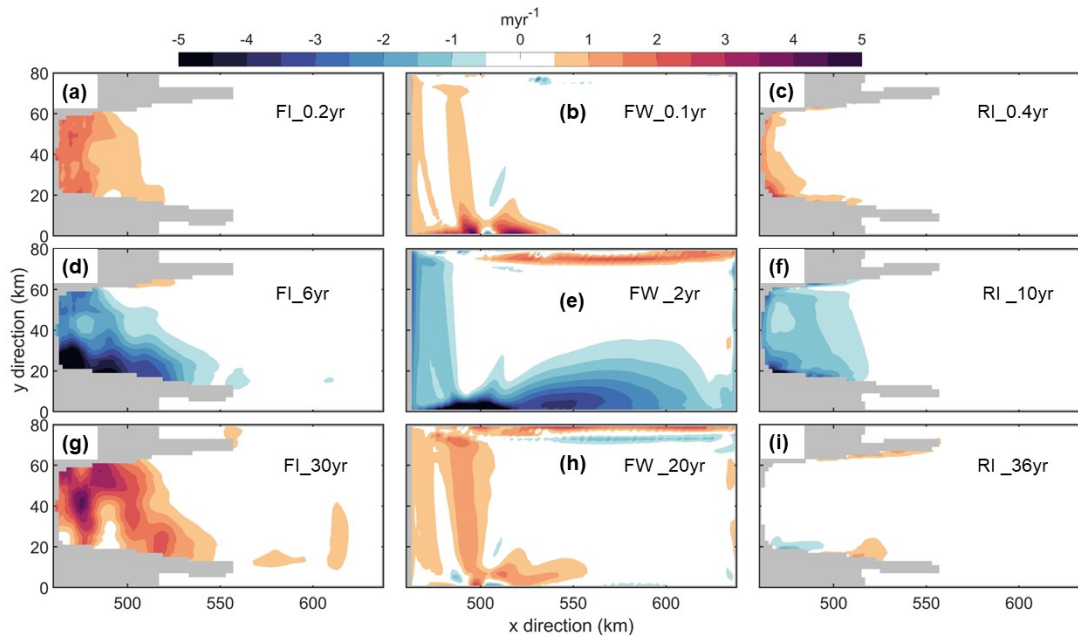 myr-1
-5 -4 -3 -2 -1 0 1 2 3 4 5
80
60
40
20
0
(a)
FI_0.2yr
(b)
FW_0.1yr
(c)
RI_0.4yr
y direction (km)
80
60
40
20
0
(d)
FI_6yr
(e)
FW _2yr
(f)
RI _10yr
80
60
40
20
0
(g)
FI_30yr
(h)
FW _20yr
(i)
RI _36yr
500 550 600 500 550 600 500 550 600
x direction (km)